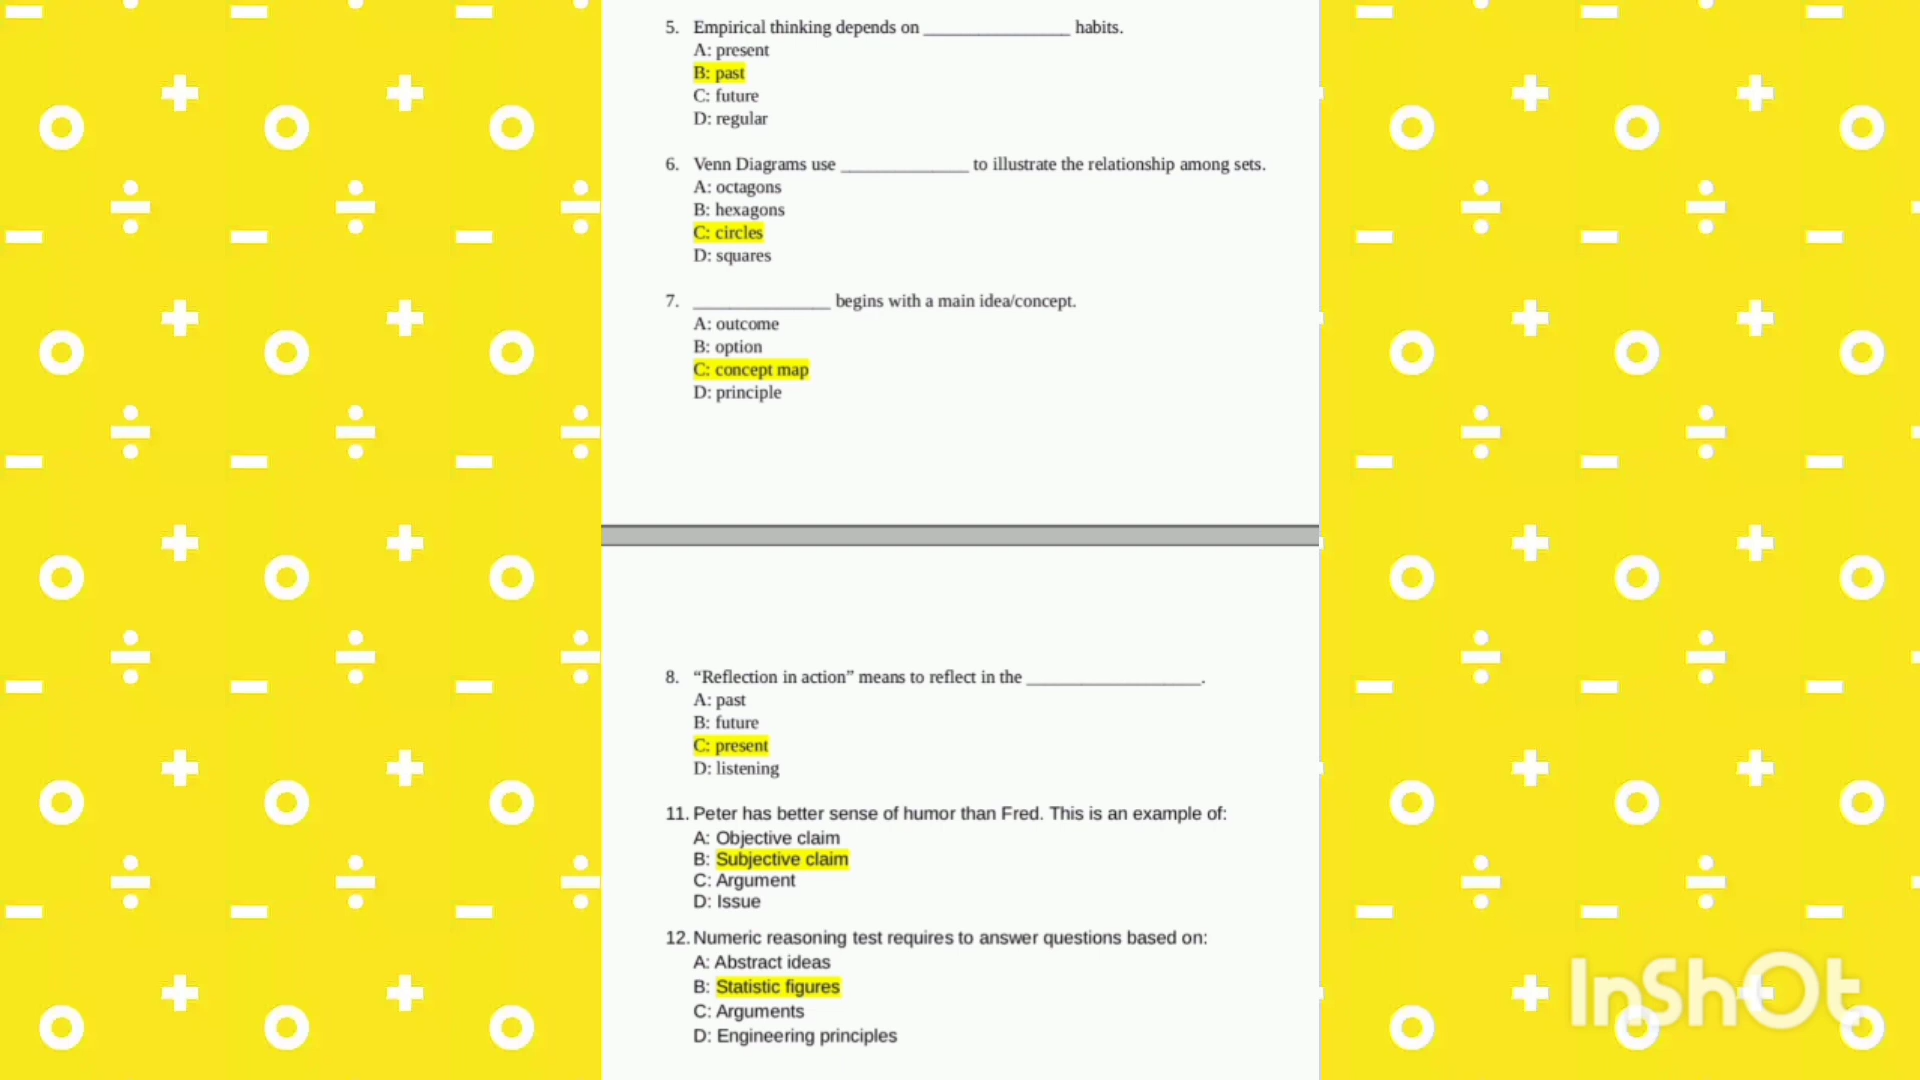 5. Empirical thinking depends on ________________ habits.
A: present
B: past
C: future
D: regular
6. Venn Diagrams use ______________ to illustrate the relationship among sets.
A: octagons
B: hexagons
C: circles
D: squares
7. _______________ begins with a main idea/concept.
A: outcome
B: option
C: concept map
D: principle
8. “Reflection in action” means to reflect in the ___________________.
A: past
B: future
C: present
D: listening
11. Peter has better sense of humor than Fred. This is an example of:
A: Objective claim
B: Subjective claim
C: Argument
D: Issue
12. Numeric reasoning test requires to answer questions based on:
A: Abstract ideas
B: Statistic figures
C: Arguments
D: Engineering principles
InShOt